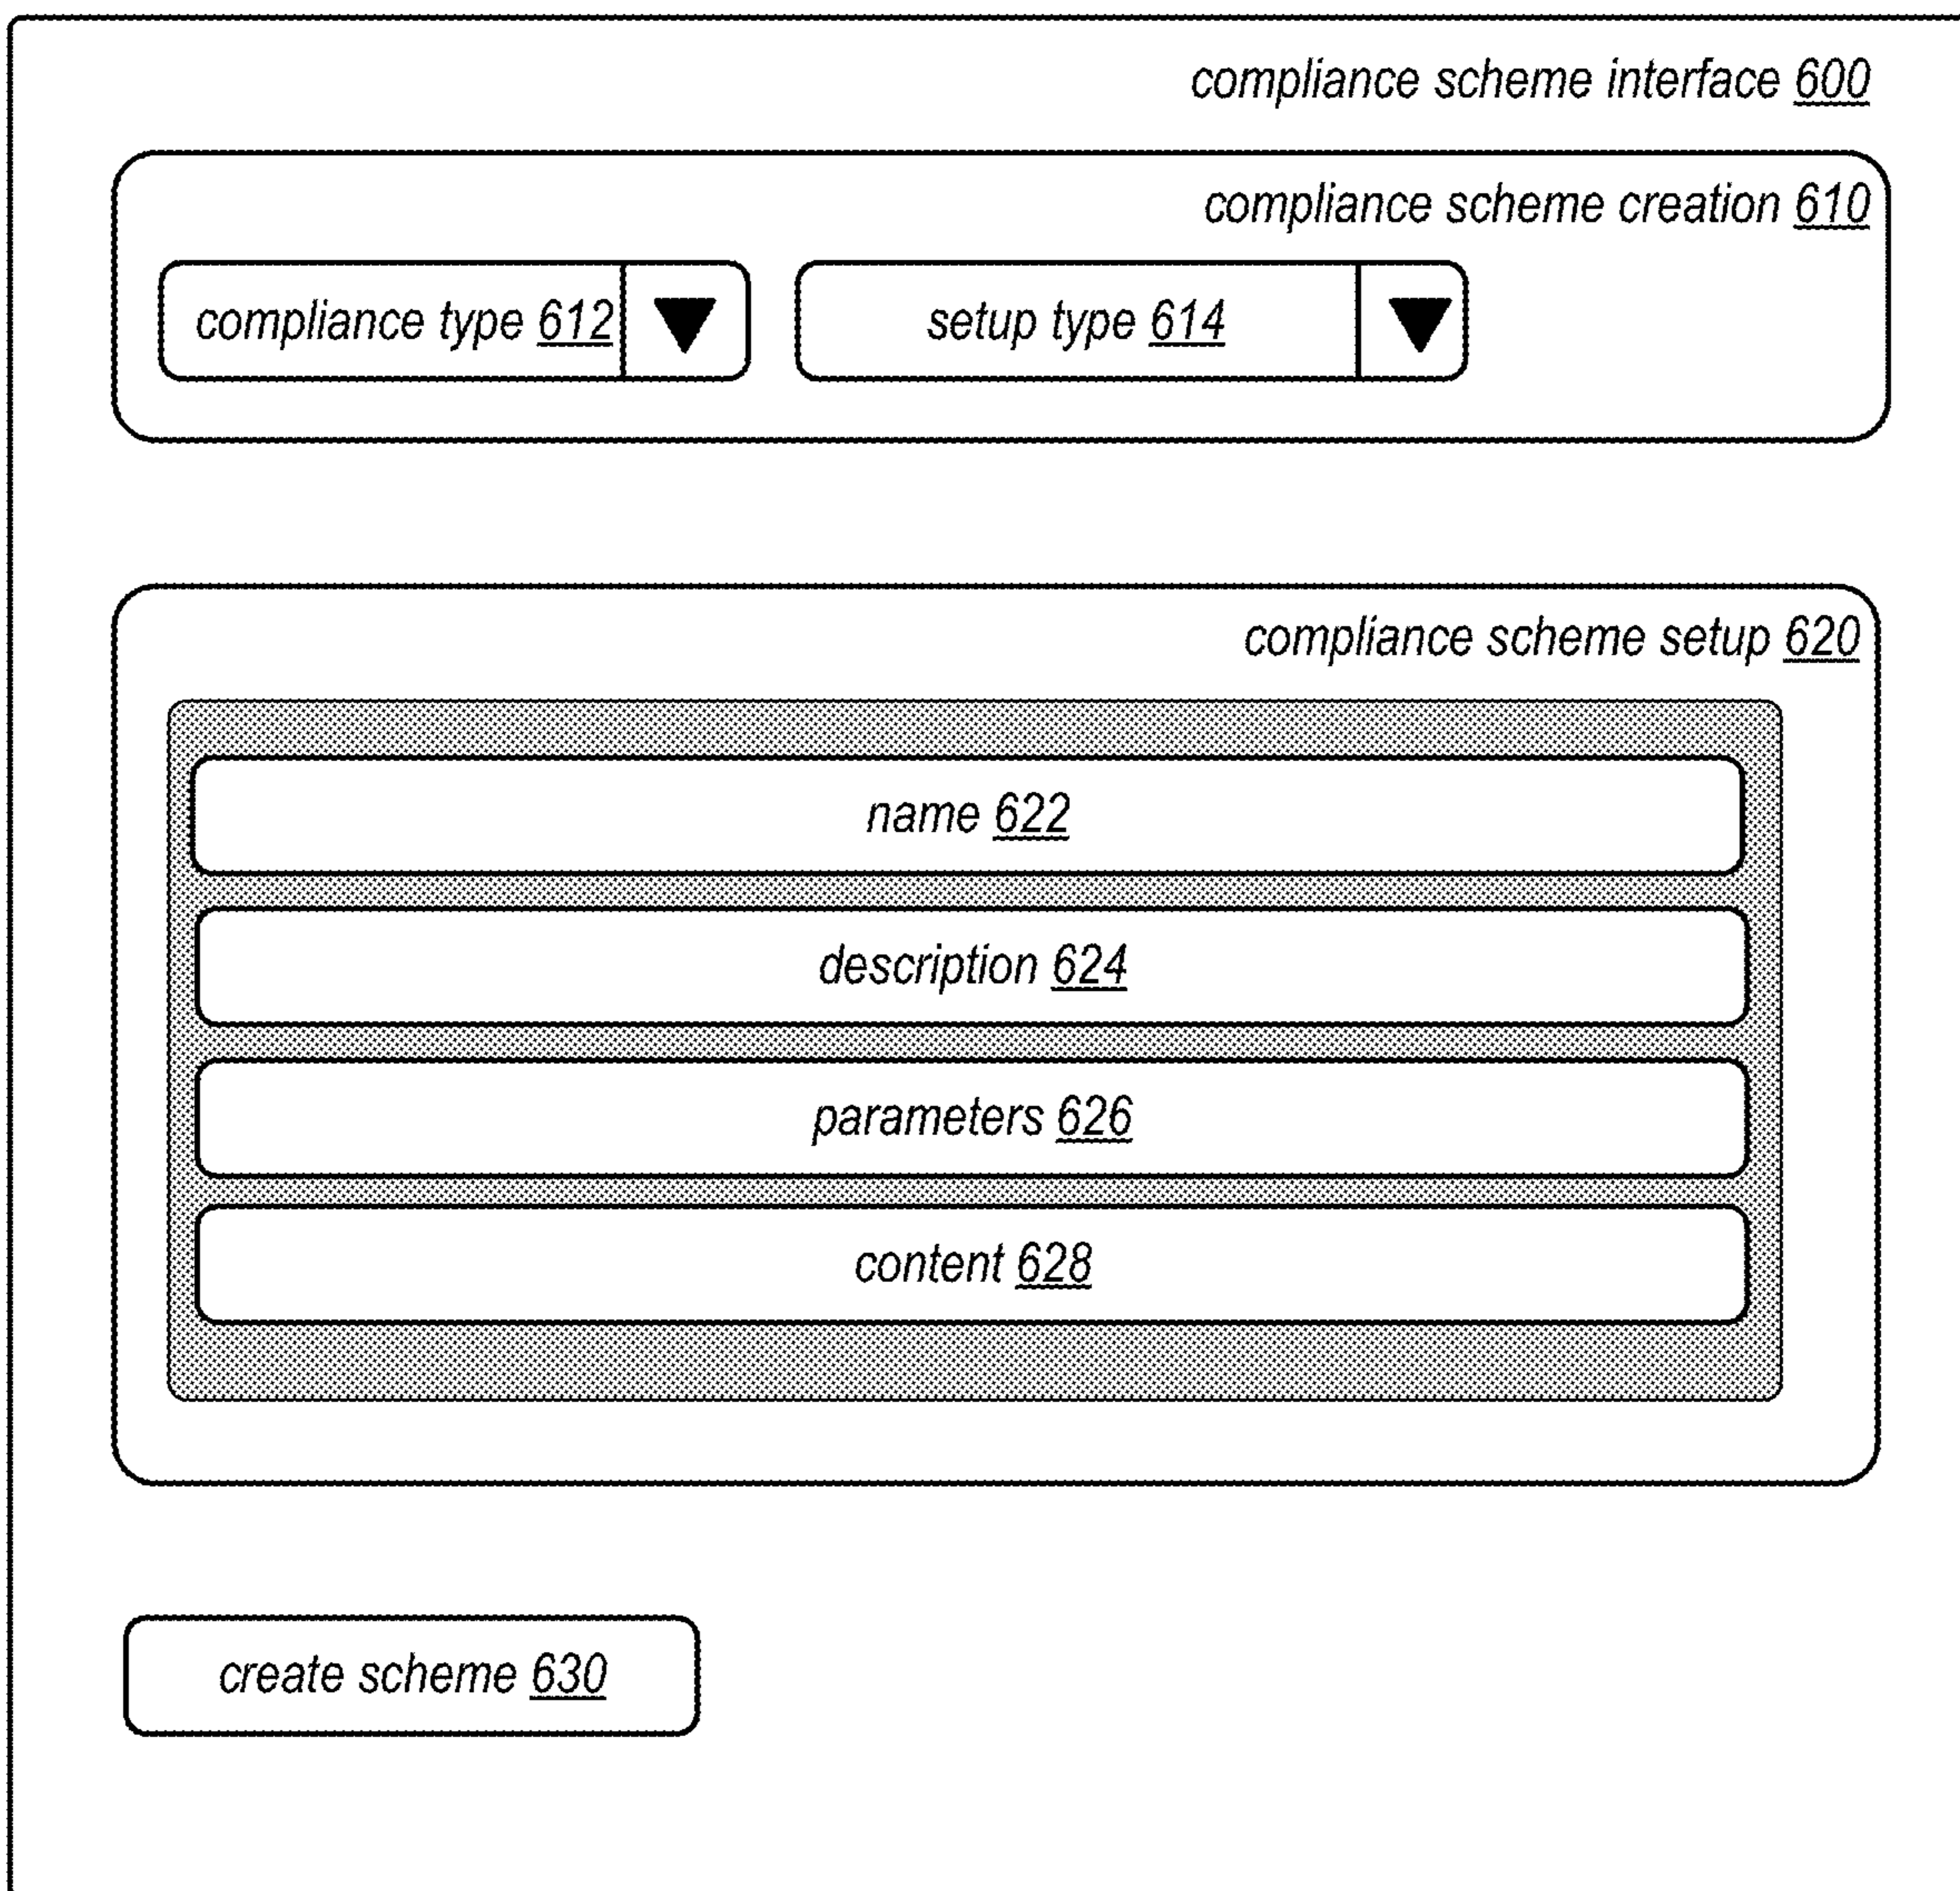 compliance scheme interface 600
compliance scheme creation 610
compliance type 612
setup type 614
compliance scheme setup 620
name 622
description 624
parameters 626
content 628
create scheme 630